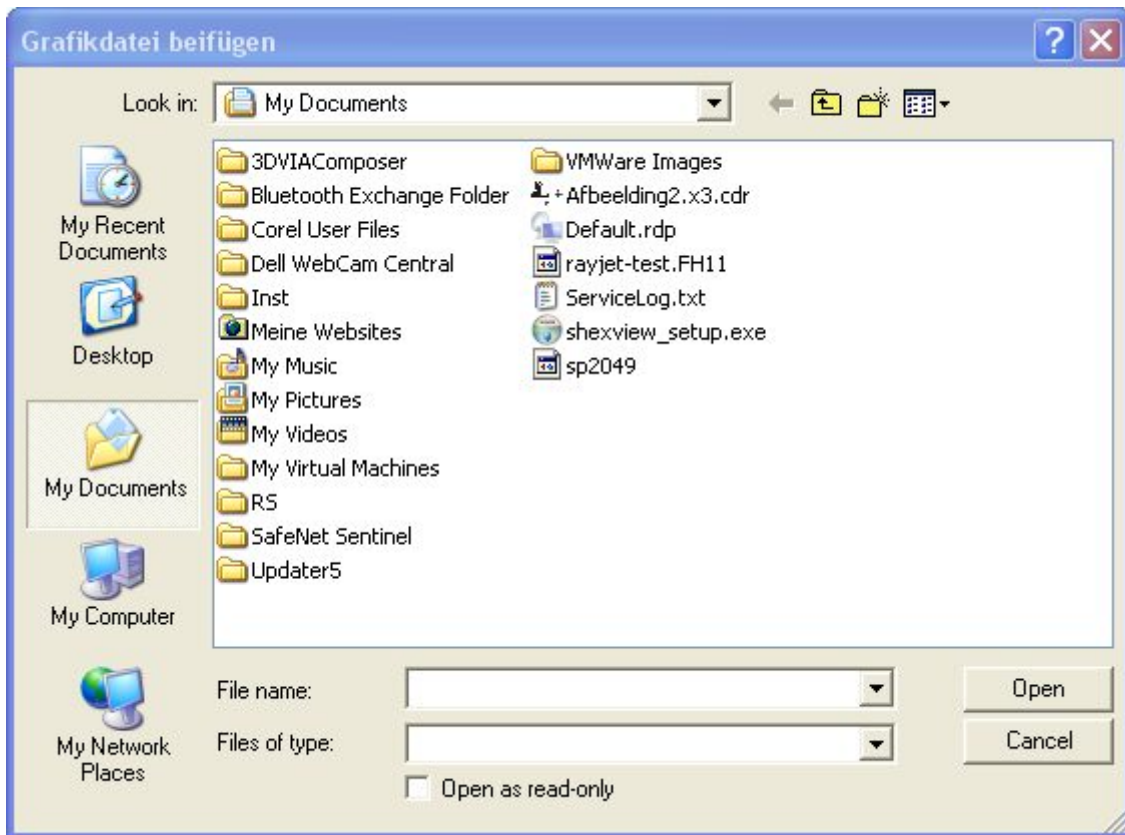 Grafikdatei beifügen
Look in: My Documents
My Recent
Documents
Desktop
My Documents
My Computer
My Network
Places
3DVIAComposer
Bluetooth Exchange Folder
Corel User Files
Dell WebCam Central
Inst
Meine Websites
My Music
My Pictures
My Videos
My Virtual Machines
RS
SafeNet Sentinel
Updater5
VMWare Images
Afbeelding2.x3.cdr
Default.rdp
rayjet-test.FH11
ServiceLog.txt
shexview_setup.exe
sp2049
File name:
Open
Files of type:
Cancel
Open as read-only